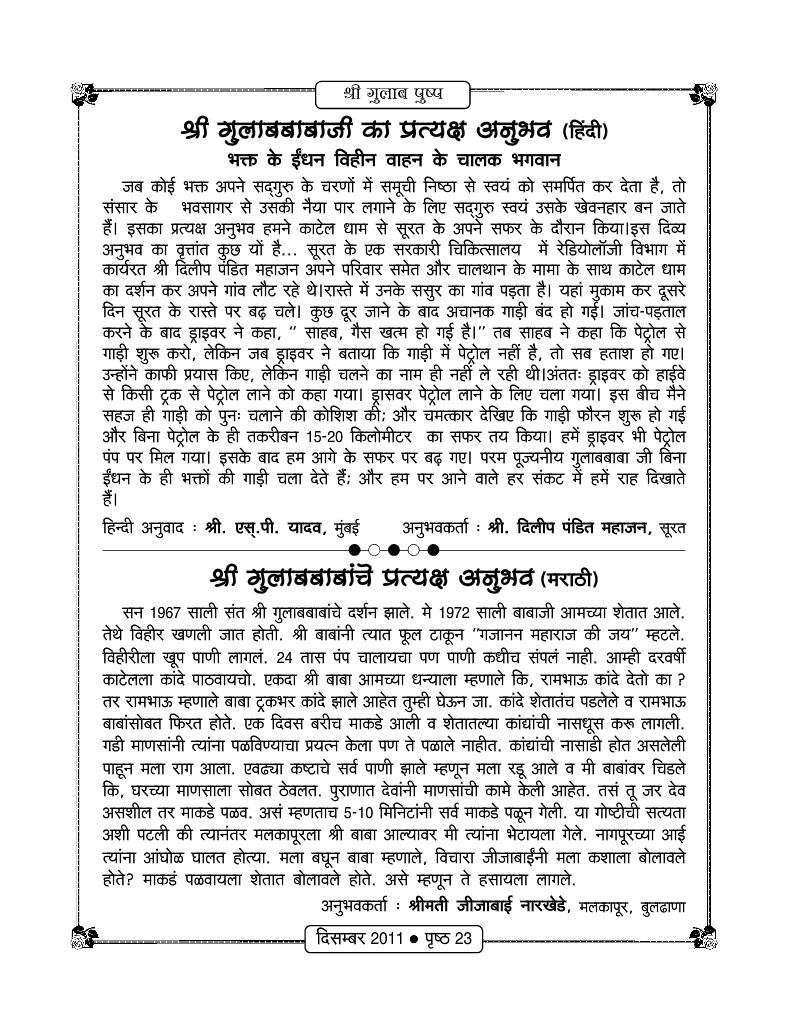 श्री गुलाब पुष्प
श्री गुलाबबाबाजी का प्रत्यक्ष अनुभव (हिंदी)
भक्त के ईंधन विहीन वाहन के चालक भगवान
जब कोई भक्त अपने सद्‌गुरु के चरणों में समूची निष्ठा से स्वयं को समर्पित कर देता है, तो
संसार के भवसागर से उसकी नैया पार लगाने के लिए सद्‌गुरु स्वयं उसके खेवनहार बन जाते
हैं। इसका प्रत्यक्ष अनुभव हमने काटेल धाम से सूरत के अपने सफर के दौरान किया।इस दिव्य
अनुभव का वृत्तांत कुछ यों है... सूरत के एक सरकारी चिकित्सालय में रेडियोलॉजी विभाग में
कार्यरत श्री दिलीप पंडित महाजन अपने परिवार समेत और चालथान के मामा के साथ काटेल धाम
का दर्शन कर अपने गांव लौट रहे थे।रास्ते में उनके ससुर का गांव पड़ता है। यहां मुकाम कर दूसरे
दिन सूरत के रास्ते पर बढ़ चले। कुछ दूर जाने के बाद अचानक गाड़ी बंद हो गई। जांच-पड़ताल
करने के बाद ड्राइवर ने कहा, ‘‘ साहब, गैस खत्म हो गई है।’’ तब साहब ने कहा कि पेट्रोल से
गाड़ी शुरू करो, लेकिन जब ड्राइवर ने बताया कि गाड़ी में पेट्रोल नहीं है, तो सब हताश हो गए।
उन्होंने काफी प्रयास किए, लेकिन गाड़ी चलने का नाम ही नहीं ले रही थी।अंततः ड्राइवर को हाईवे
से किसी ट्रक से पेट्रोल लाने को कहा गया। ड्रासवर पेट्रोल लाने के लिए चला गया। इस बीच मैने
सहज ही गाड़ी को पुनः चलाने की कोशिश की; और चमत्कार देखिए कि गाड़ी फौरन शुरू हो गई
और बिना पेट्रोल के ही तकरीबन 15-20 किलोमीटर का सफर तय किया। हमें ड्राइवर भी पेट्रोल
पंप पर मिल गया। इसके बाद हम आगे के सफर पर बढ़ गए। परम पूज्यनीय गुलाबबाबा जी बिना
ईंधन के ही भक्तों की गाड़ी चला देते हैं; और हम पर आने वाले हर संकट में हमें राह दिखाते
हैं।
हिन्दी अनुवाद : श्री. एस्.पी. यादव, मुंबई अनुभवकर्ता : श्री. दिलीप पंडित महाजन, सूरत
श्री गुलाबबाबांचे प्रत्यक्ष अनुभव (मराठी)
सन 1967 साली संत श्री गुलाबबाबांचे दर्शन झाले. मे 1972 साली बाबाजी आमच्या शेतात आले.
तेथे विहीर खणली जात होती. श्री बाबांनी त्यात फूल टाकून ‘‘गजानन महाराज की जय’’ म्हटले.
विहीरीला खूप पाणी लागलं. 24 तास पंप चालायचा पण पाणी कधीच संपलं नाही. आम्ही दरवर्षी
काटेलला कांदे पाठवायचो. एकदा श्री बाबा आमच्या धन्याला म्हणाले कि, रामभाऊ कांदे देतो का ?
तर रामभाऊ म्हणाले बाबा ट्रकभर कांदे झाले आहेत तुम्ही घेऊन जा. कांदे शेतातंच पडलेले व रामभाऊ
बाबांसोबत फिरत होते. एक दिवस बरीच माकडे आली व शेतातल्या कांद्यांची नासधूस करू लागली.
गडी माणसांनी त्यांना पळविण्याचा प्रयत्न केला पण ते पळाले नाहीत. कांद्यांची नासाडी होत असलेली
पाहून मला राग आला. एवढ्या कष्टाचे सर्व पाणी झाले म्हणून मला रडू आले व मी बाबांवर चिडले
कि, घरच्या माणसाला सोबत ठेवलत. पुराणात देवांनी माणसांची कामे केली आहेत. तसं तू जर देव
असशील तर माकडे पळव. असं म्हणताच 5-10 मिनिटांनी सर्व माकडे पळून गेली. या गोष्टीची सत्यता
अशी पटली की त्यानंतर मलकापूरला श्री बाबा आल्यावर मी त्यांना भेटायला गेले. नागपूरच्या आई
त्यांना आंघोळ घालत होत्या. मला बघून बाबा म्हणाले, विचारा जीजाबाईंनी मला कशाला बोलावले
होते? माकडं पळवायला शेतात बोलावले होते. असे म्हणून ते हसायला लागले.
अनुभवकर्ता : श्रीमती जीजाबाई नारखेडे, मलकापूर, बुलढाणा
दिसम्बर 2011 ● पृष्ठ 23